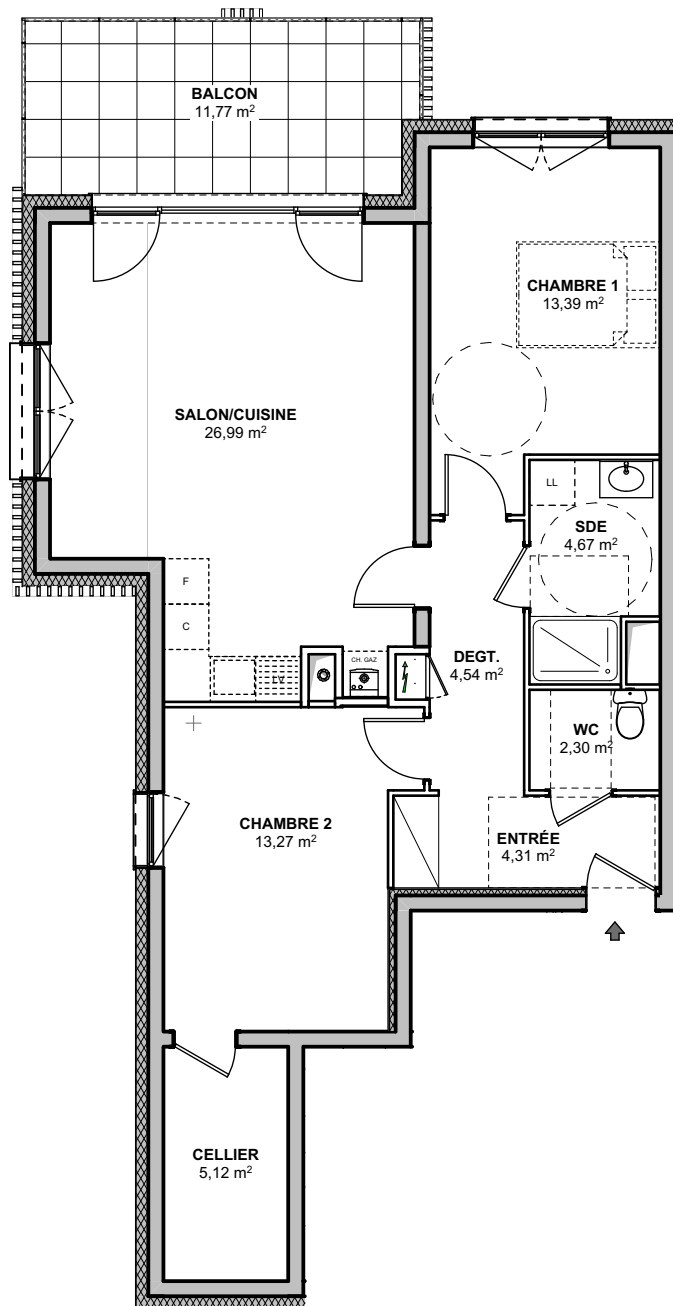 BALCON
11,77 m²
CHAMBRE 1
13,39 m²
SALON/CUISINE
26,99 m²
LL
SDE
4,67 m²
F
C
LV
CH. GAZ
DEGT.
4,54 m²
WC
2,30 m²
CHAMBRE 2
13,27 m²
ENTRÉE
4,31 m²
CELLIER
5,12 m²